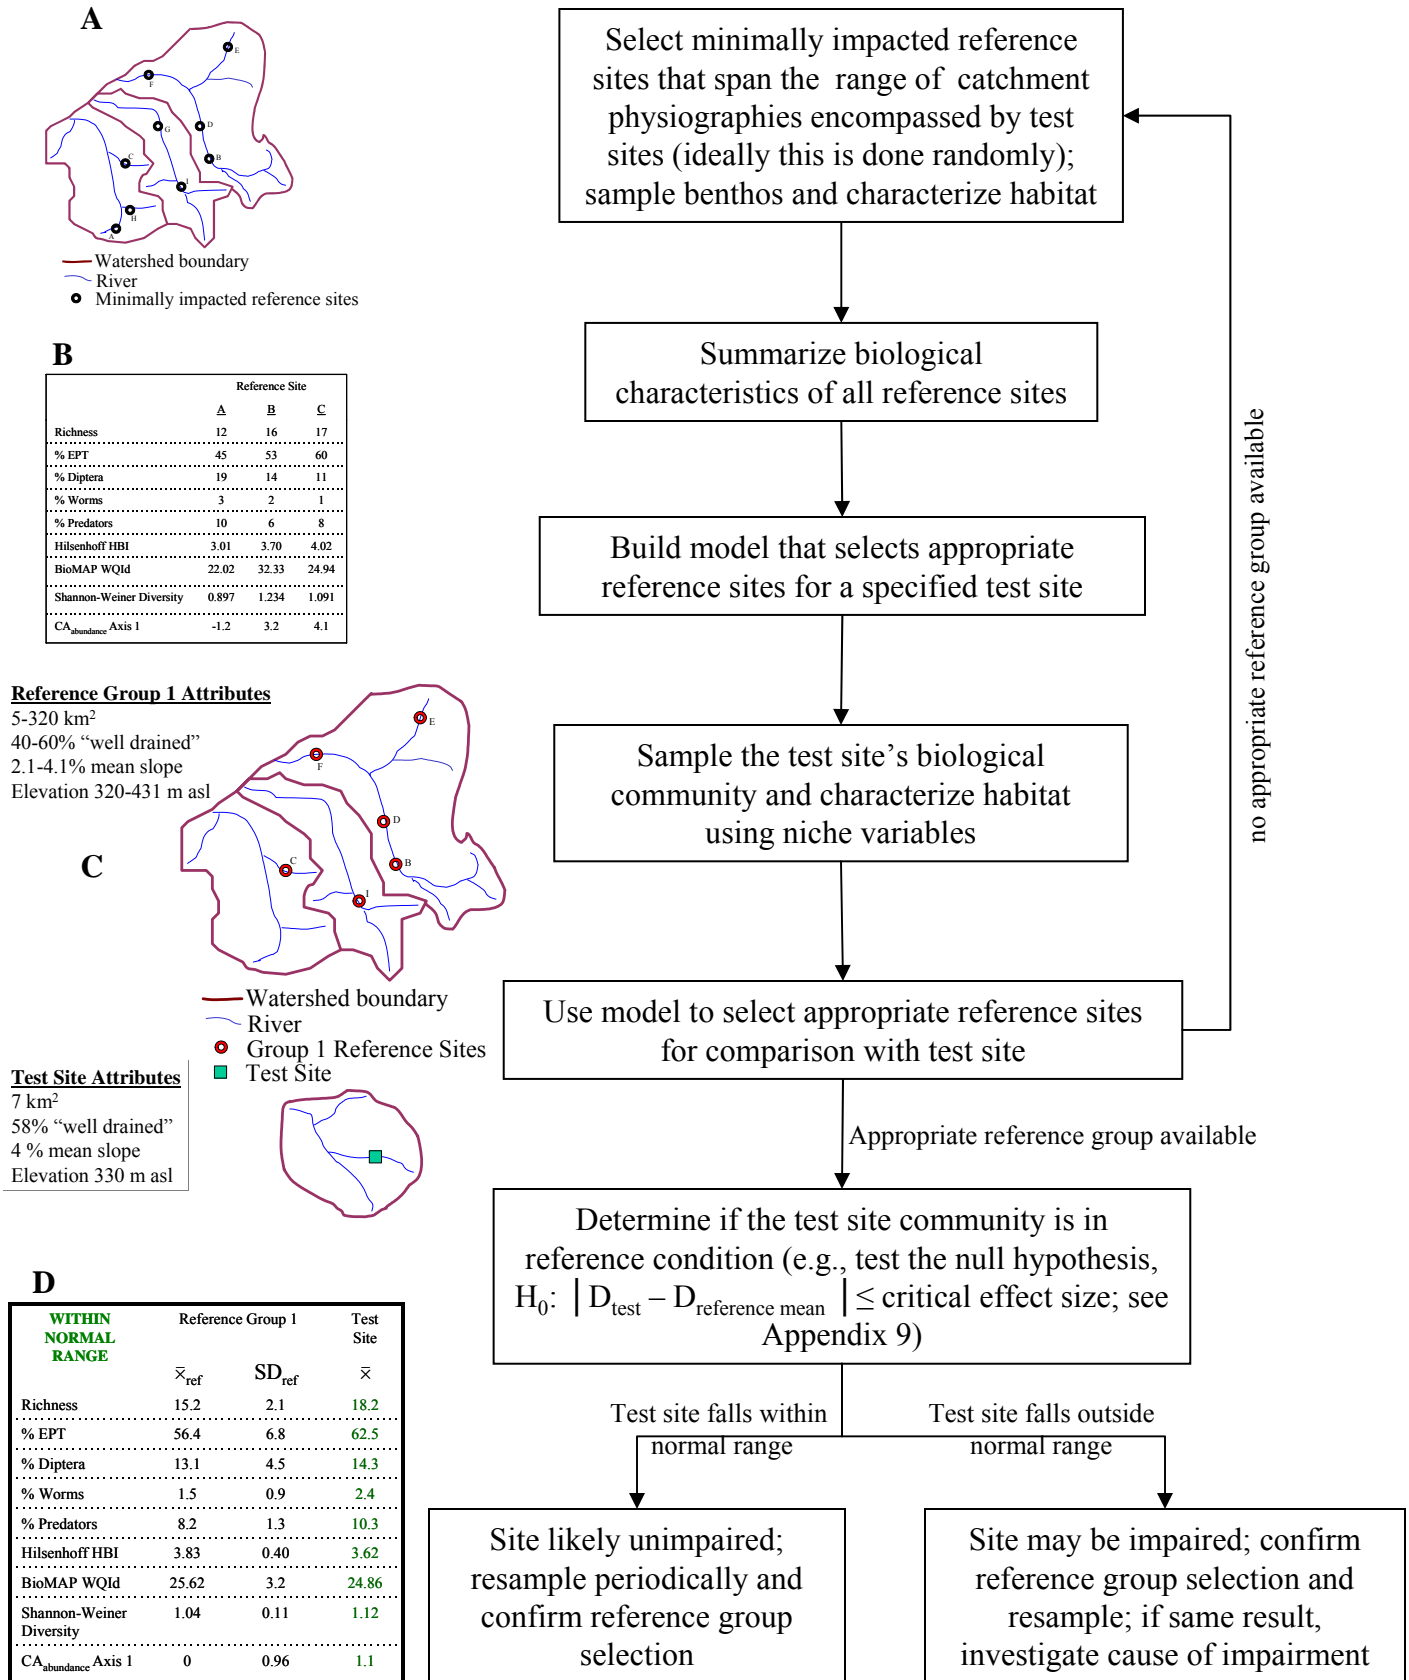 A
E
F
D
G
B
C
I
H
A
Watershed boundary
River
Minimally impacted reference sites
B
Reference Site
A B C
Richness 12 16 17
% EPT 45 53 60
% Diptera 19 14 11
% Worms 3 2 1
% Predators 10 6 8
Hilsenhoff HBI 3.01 3.70 4.02
BioMAP WQId 22.02 32.33 24.94
Shannon-Weiner Diversity 0.897 1.234 1.091
CAabundance Axis 1 -1.2 3.2 4.1
Reference Group 1 Attributes
5-320 km²
40-60% “well drained”
2.1-4.1% mean slope
Elevation 320-431 m asl
C
E
F
D
B
C
I
Watershed boundary
River
Group 1 Reference Sites
Test Site
Test Site Attributes
7 km²
58% “well drained”
4 % mean slope
Elevation 330 m asl
D
WITHIN NORMAL RANGE
Reference Group 1
Test Site
x̄ref SDref x̄
Richness 15.2 2.1 18.2
% EPT 56.4 6.8 62.5
% Diptera 13.1 4.5 14.3
% Worms 1.5 0.9 2.4
% Predators 8.2 1.3 10.3
Hilsenhoff HBI 3.83 0.40 3.62
BioMAP WQId 25.62 3.2 24.86
Shannon-Weiner Diversity 1.04 0.11 1.12
CAabundance Axis 1 0 0.96 1.1
Select minimally impacted reference
sites that span the range of catchment
physiographies encompassed by test
sites (ideally this is done randomly);
sample benthos and characterize habitat
Summarize biological
characteristics of all reference sites
Build model that selects appropriate
reference sites for a specified test site
Sample the test site’s biological
community and characterize habitat
using niche variables
Use model to select appropriate reference sites
for comparison with test site
no appropriate reference group available
Appropriate reference group available
Determine if the test site community is in
reference condition (e.g., test the null hypothesis,
H0: |Dtest – Dreference mean | ≤ critical effect size; see
Appendix 9)
Test site falls within
normal range
Test site falls outside
normal range
Site likely unimpaired;
resample periodically and
confirm reference group
selection
Site may be impaired; confirm
reference group selection and
resample; if same result,
investigate cause of impairment